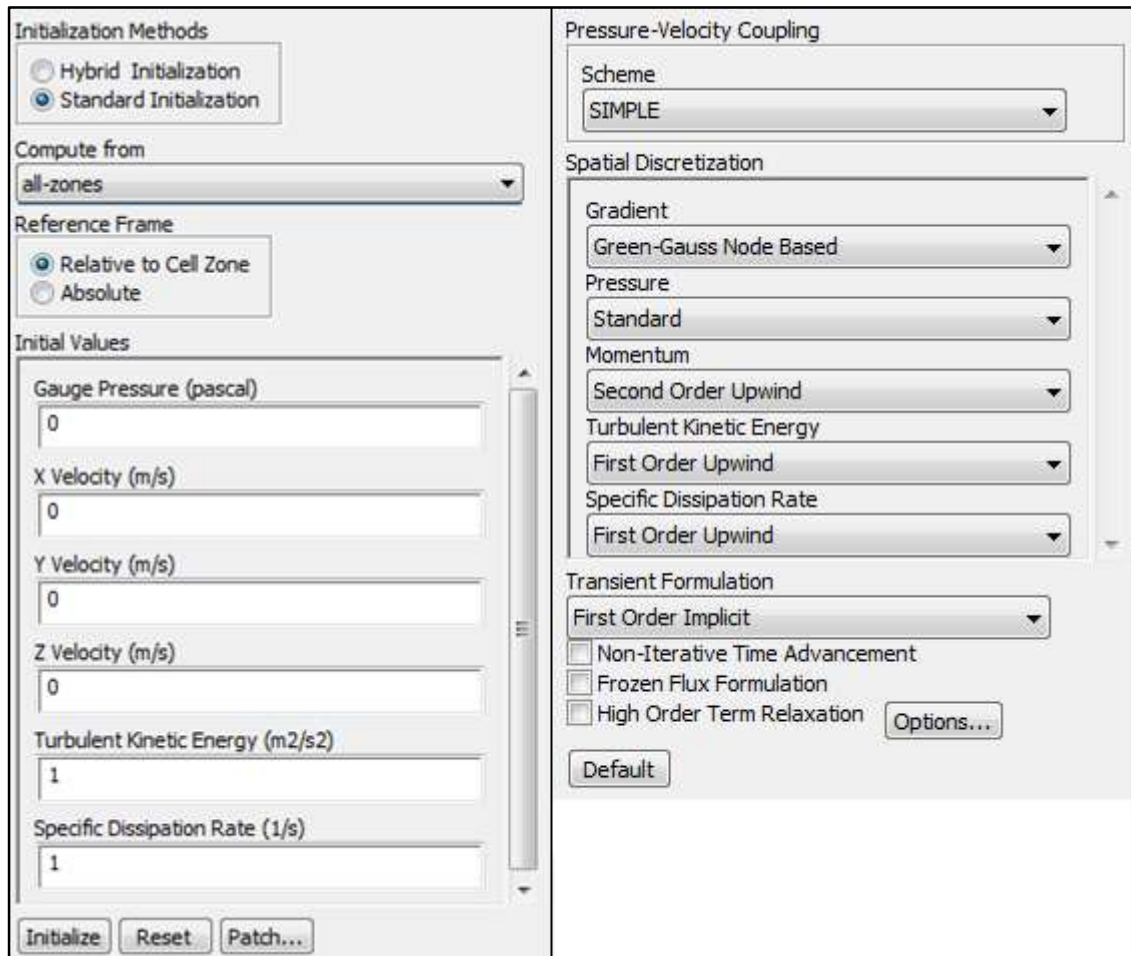 Initialization Methods
Hybrid Initialization
Standard Initialization
Compute from
all-zones
Reference Frame
Relative to Cell Zone
Absolute
Initial Values
Gauge Pressure (pascal)
0
X Velocity (m/s)
0
Y Velocity (m/s)
0
Z Velocity (m/s)
0
Turbulent Kinetic Energy (m2/s2)
1
Specific Dissipation Rate (1/s)
1
Initialize Reset Patch...
Pressure-Velocity Coupling
Scheme
SIMPLE
Spatial Discretization
Gradient
Green-Gauss Node Based
Pressure
Standard
Momentum
Second Order Upwind
Turbulent Kinetic Energy
First Order Upwind
Specific Dissipation Rate
First Order Upwind
Transient Formulation
First Order Implicit
Non-Iterative Time Advancement
Frozen Flux Formulation
High Order Term Relaxation Options...
Default